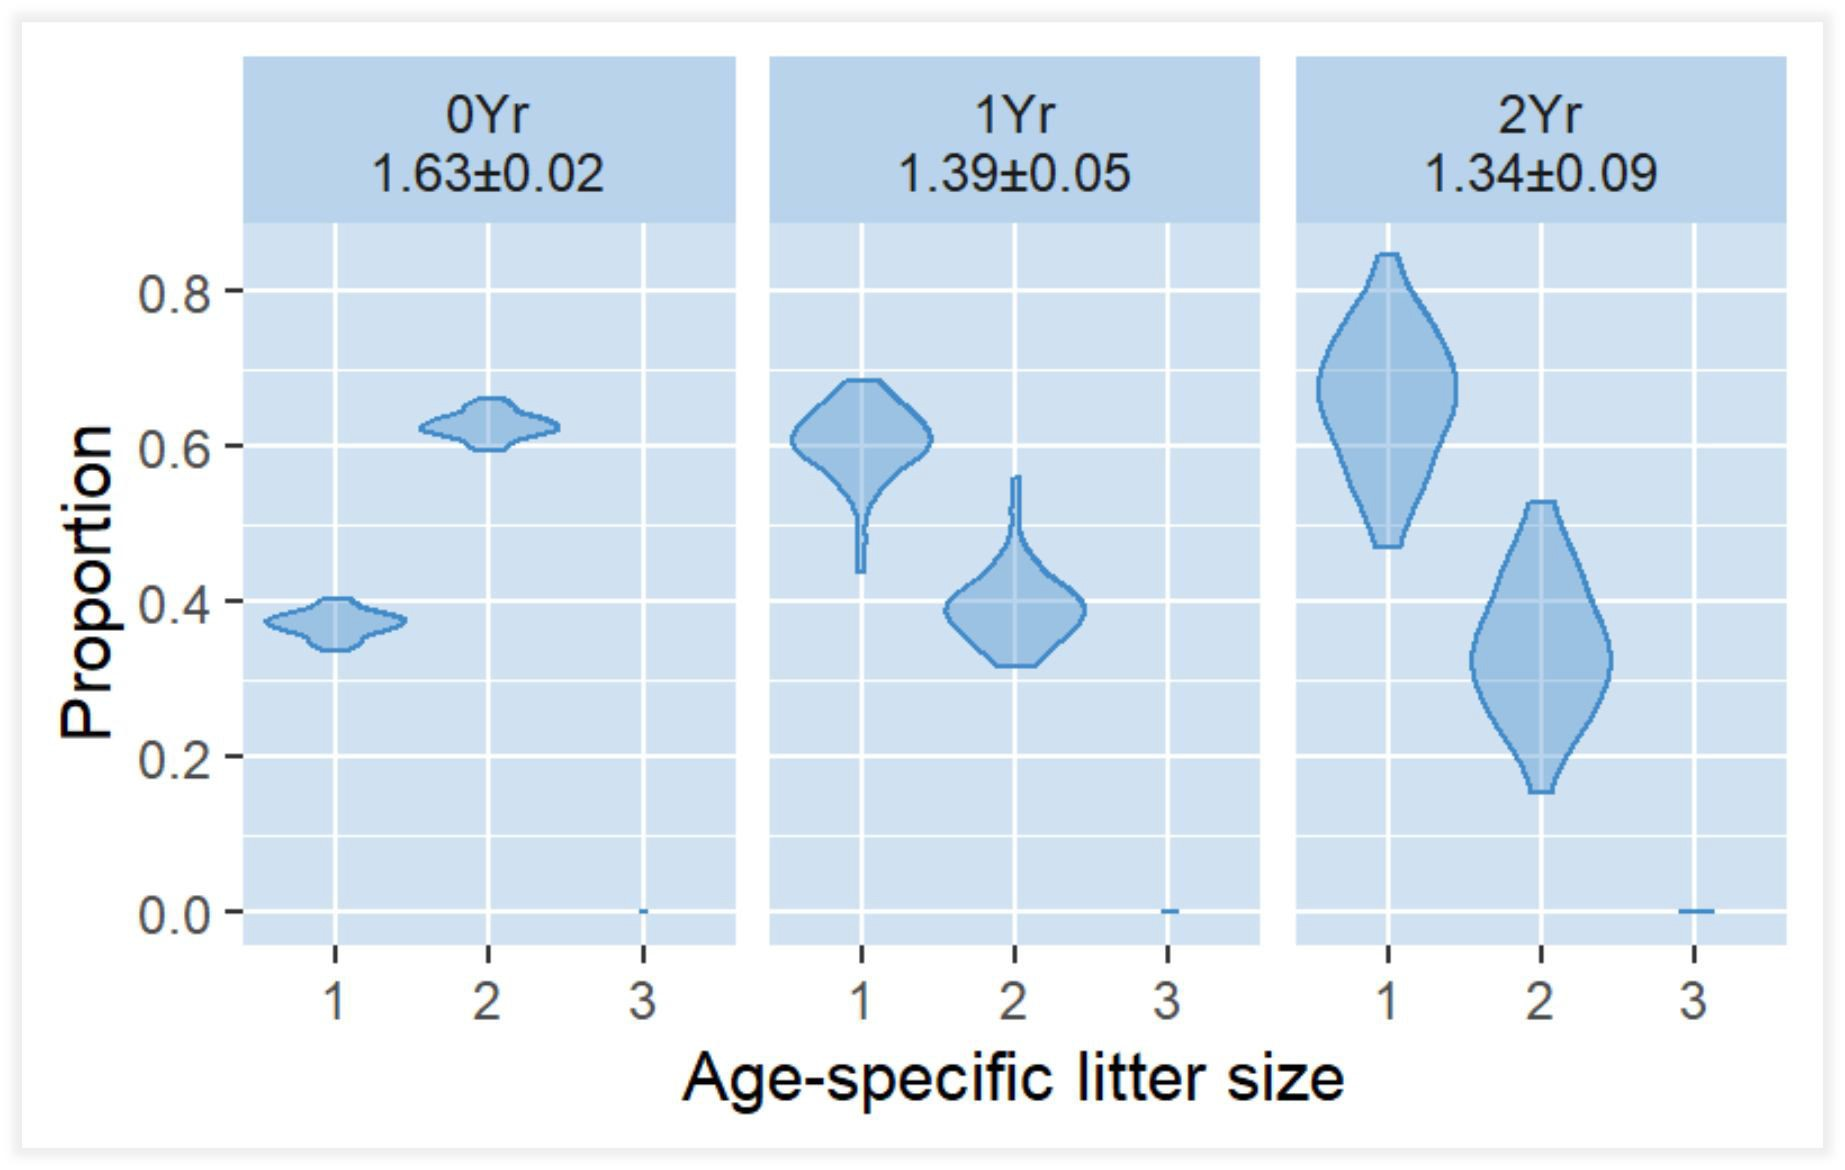 0Yr
1.63±0.02
1Yr
1.39±0.05
2Yr
1.34±0.09
Proportion
0.8
0.6
0.4
0.2
0.0
1 2 3
1 2 3
1 2 3
Age-specific litter size